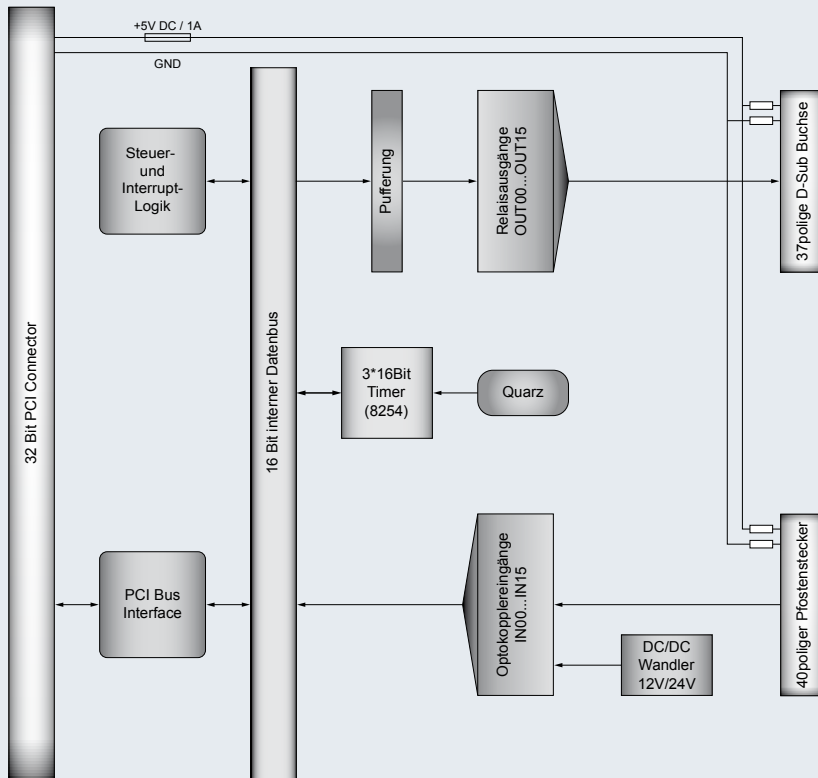 +5V DC / 1A
GND
32 Bit PCI Connector
Steuer-
und
Interrupt-
Logik
16 Bit interner Datenbus
Pufferung
Relaisausgänge
OUT00...OUT15
37polige D-Sub Buchse
3*16Bit
Timer
(8254)
Quarz
PCI Bus
Interface
Optokopplereingänge
IN00...IN15
DC/DC
Wandler
12V/24V
40poliger Pfostenstecker